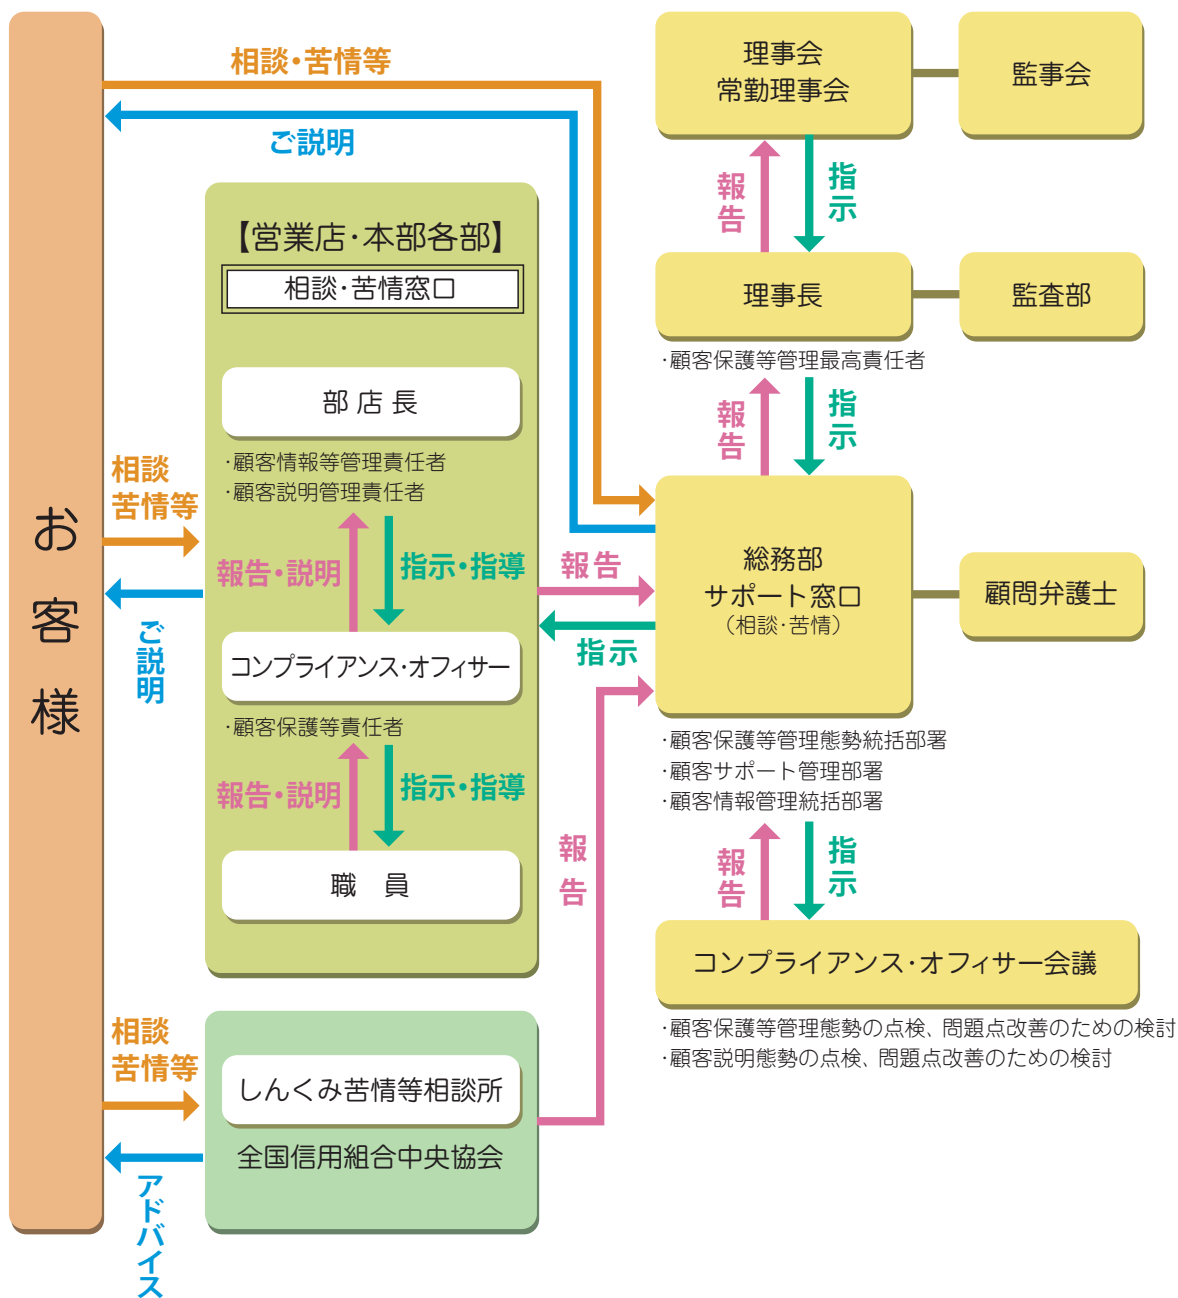 お客様
相談・苦情等
ご説明
【営業店・本部各部】
相談・苦情窓口
部店長
・顧客情報等管理責任者
・顧客説明管理責任者
報告・説明
指示・指導
コンプライアンス・オフィサー
・顧客保護等責任者
報告・説明
指示・指導
職　員
相談
苦情等
ご説明
報告
指示
しんくみ苦情等相談所
全国信用組合中央協会
相談
苦情等
アドバイス
報告
理事会
常勤理事会
監事会
報告
指示
理事長
監査部
・顧客保護等管理最高責任者
報告
指示
総務部
サポート窓口
（相談・苦情）
顧問弁護士
・顧客保護等管理態勢統括部署
・顧客サポート管理部署
・顧客情報管理統括部署
報告
指示
コンプライアンス・オフィサー会議
・顧客保護等管理態勢の点検、問題点改善のための検討
・顧客説明態勢の点検、問題点改善のための検討